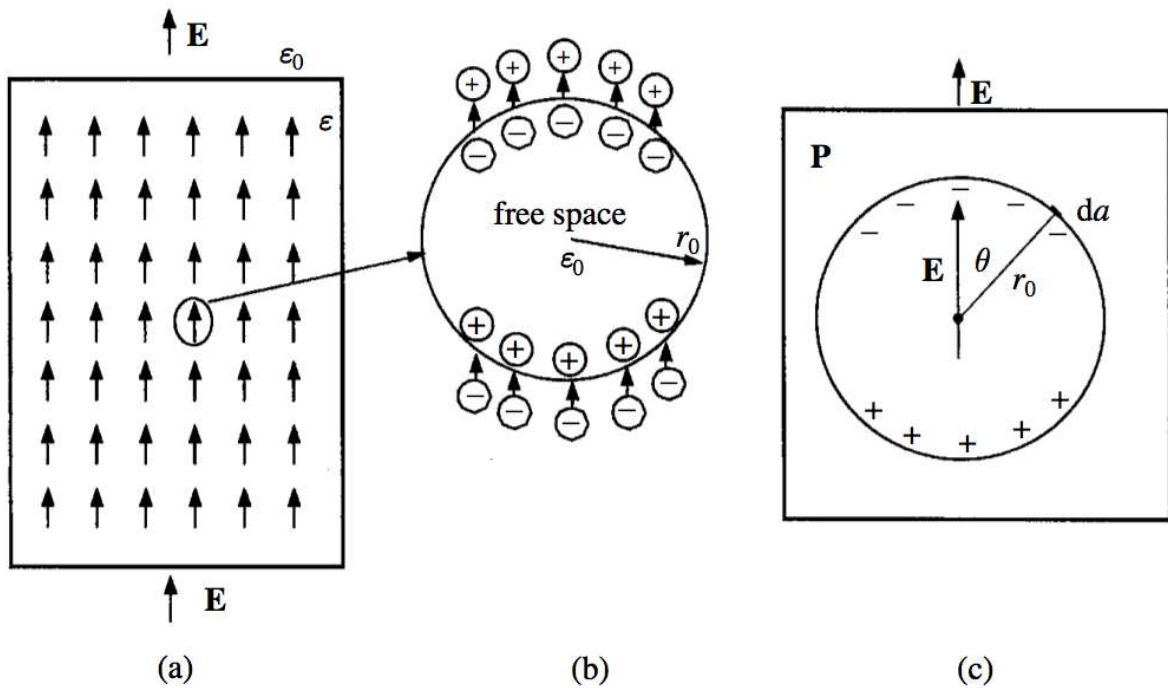 E
ε₀
ε
E
(a)
+ + + + +
− − − − −
free space
ε₀
r₀
+ + + + +
− − − − −
(b)
E
P
− − − − −
da
E
θ
r₀
+ + + + +
(c)